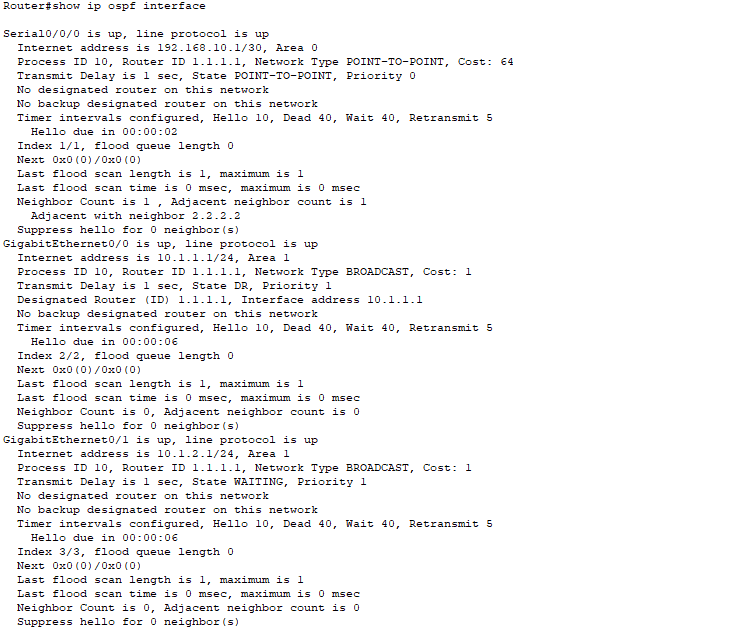 Router#show ip ospf interface

Serial0/0/0 is up, line protocol is up
  Internet address is 192.168.10.1/30, Area 0
  Process ID 10, Router ID 1.1.1.1, Network Type POINT-TO-POINT, Cost: 64
  Transmit Delay is 1 sec, State POINT-TO-POINT, Priority 0
  No designated router on this network
  No backup designated router on this network
  Timer intervals configured, Hello 10, Dead 40, Wait 40, Retransmit 5
    Hello due in 00:00:02
  Index 1/1, flood queue length 0
  Next 0x0(0)/0x0(0)
  Last flood scan length is 1, maximum is 1
  Last flood scan time is 0 msec, maximum is 0 msec
  Neighbor Count is 1 , Adjacent neighbor count is 1
    Adjacent with neighbor 2.2.2.2
  Suppress hello for 0 neighbor(s)
GigabitEthernet0/0 is up, line protocol is up
  Internet address is 10.1.1.1/24, Area 1
  Process ID 10, Router ID 1.1.1.1, Network Type BROADCAST, Cost: 1
  Transmit Delay is 1 sec, State DR, Priority 1
  Designated Router (ID) 1.1.1.1, Interface address 10.1.1.1
  No backup designated router on this network
  Timer intervals configured, Hello 10, Dead 40, Wait 40, Retransmit 5
    Hello due in 00:00:06
  Index 2/2, flood queue length 0
  Next 0x0(0)/0x0(0)
  Last flood scan length is 1, maximum is 1
  Last flood scan time is 0 msec, maximum is 0 msec
  Neighbor Count is 0, Adjacent neighbor count is 0
  Suppress hello for 0 neighbor(s)
GigabitEthernet0/1 is up, line protocol is up
  Internet address is 10.1.2.1/24, Area 1
  Process ID 10, Router ID 1.1.1.1, Network Type BROADCAST, Cost: 1
  Transmit Delay is 1 sec, State WAITING, Priority 1
  No designated router on this network
  No backup designated router on this network
  Timer intervals configured, Hello 10, Dead 40, Wait 40, Retransmit 5
    Hello due in 00:00:06
  Index 3/3, flood queue length 0
  Next 0x0(0)/0x0(0)
  Last flood scan length is 1, maximum is 1
  Last flood scan time is 0 msec, maximum is 0 msec
  Neighbor Count is 0, Adjacent neighbor count is 0
  Suppress hello for 0 neighbor(s)